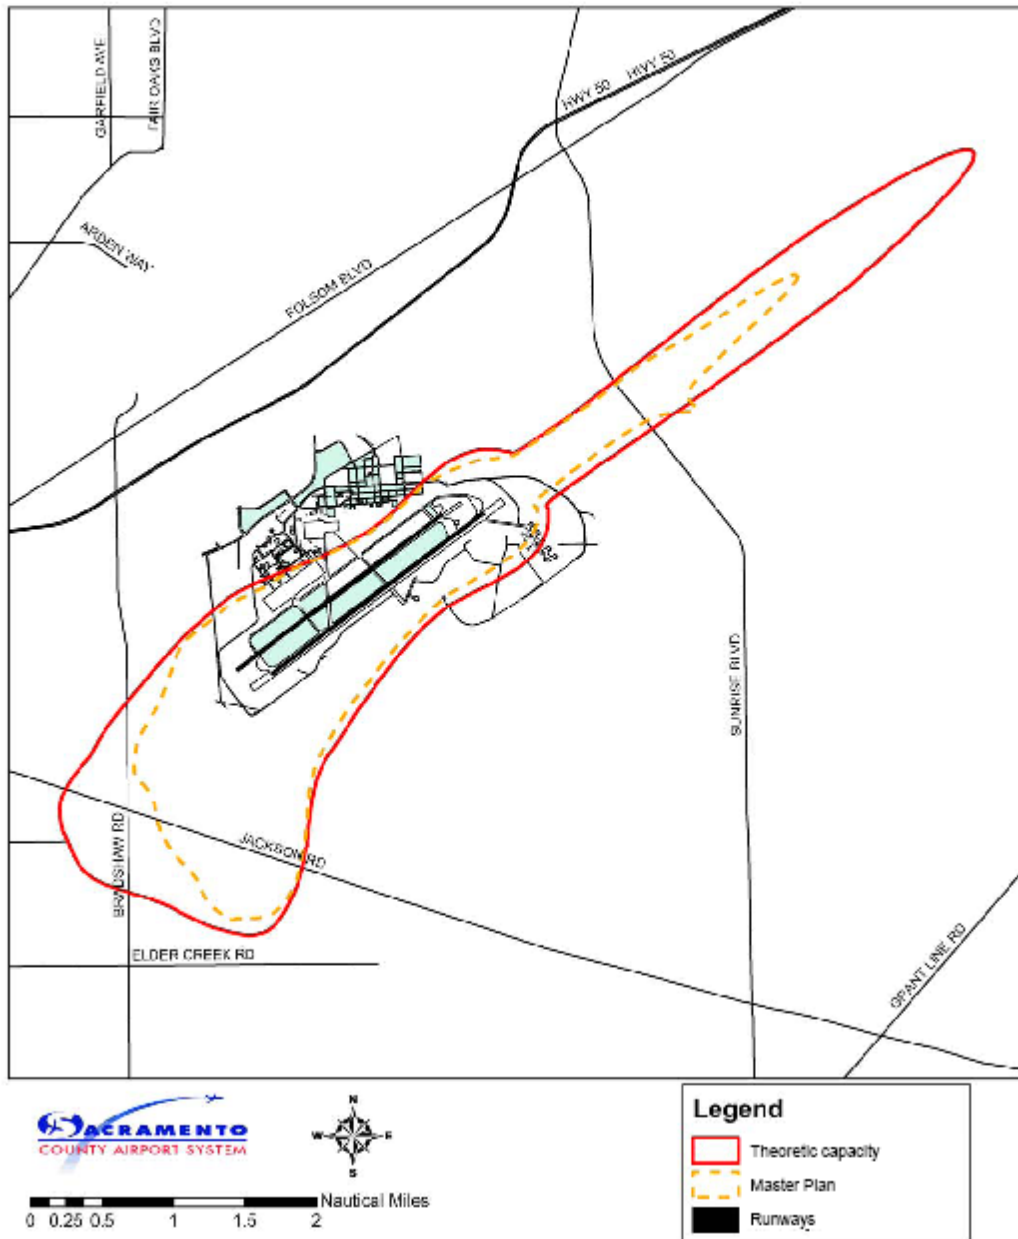 GARFIELD AVE
FAIR OAKS BLVD
HWY 50
HWY 50
ARDEN WAY
FOLSOM BLVD
SUNRISE BLVD
BRADSHAW RD
JACKSON RD
ELDER CREEK RD
GRANT LINE RD
SACRAMENTO
COUNTY AIRPORT SYSTEM
N
W E
S
Nautical Miles
0 0.25 0.5 1 1.5 2
Legend
Theoretic capacity
Master Plan
Runways